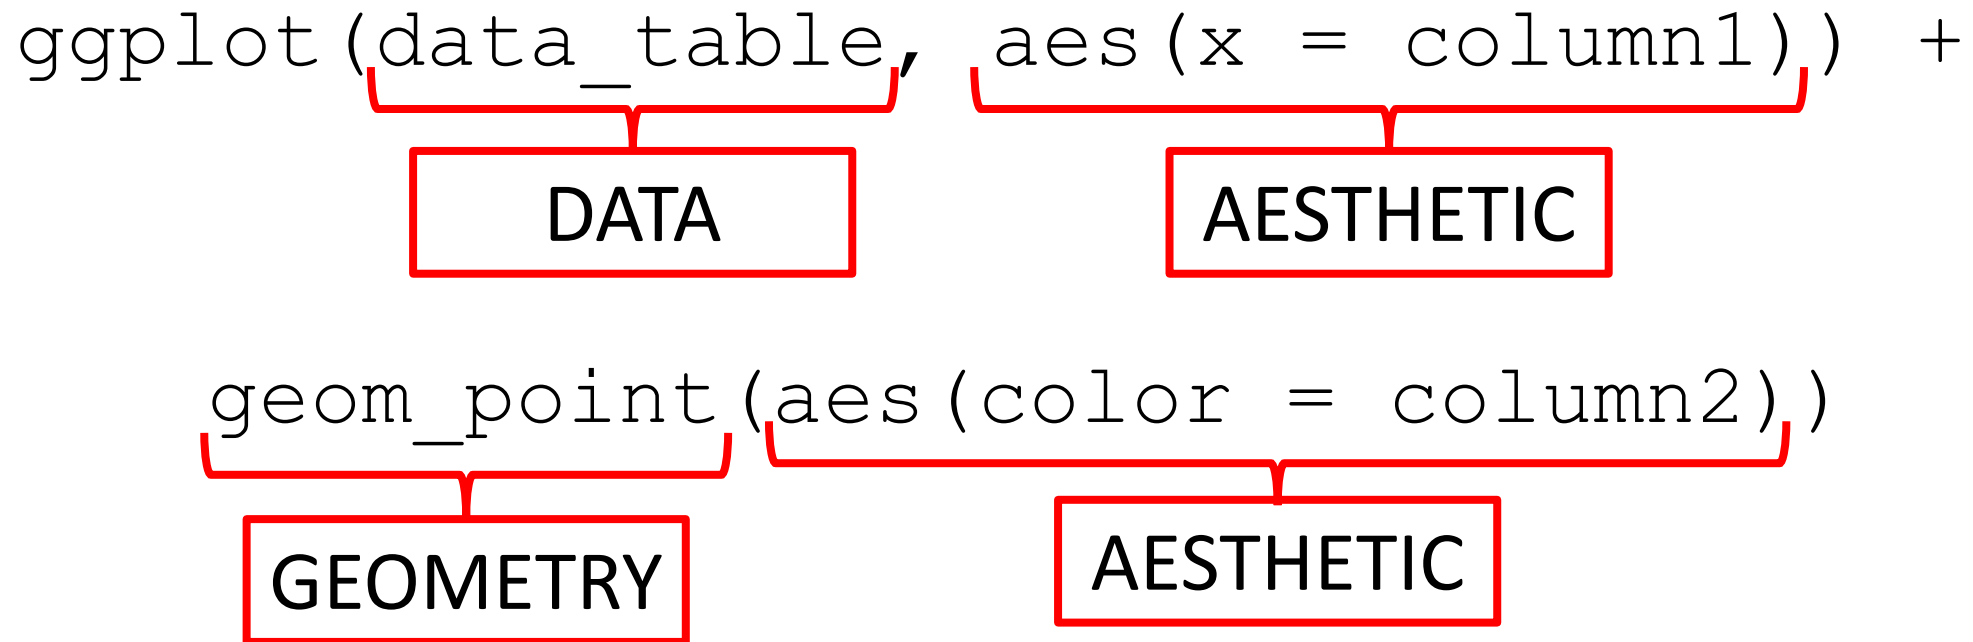 ggplot(data_table, aes(x = column1)) +
DATA AESTHETIC
geom_point(aes(color = column2))
GEOMETRY AESTHETIC